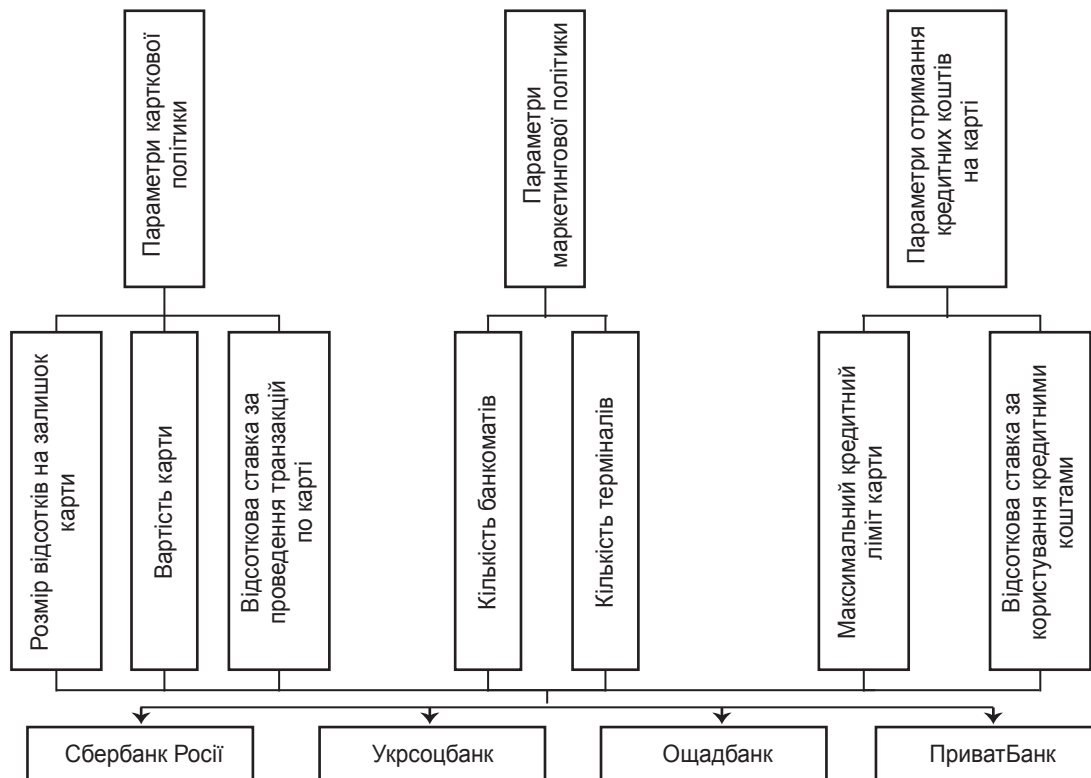 Параметри карткової
політики
Параметри
маркетингової політики
Параметри отримання
кредитних коштів
на карті
Розмір відсотків на залишок
карти
Вартість карти
Відсоткова ставка за
проведення транзакцій
по карті
Кількість банкоматів
Кількість терміналів
Максимальний кредитний
ліміт карти
Відсоткова ставка за
користування кредитними
коштами
Сбербанк Росії
Укрсоцбанк
Ощадбанк
ПриватБанк